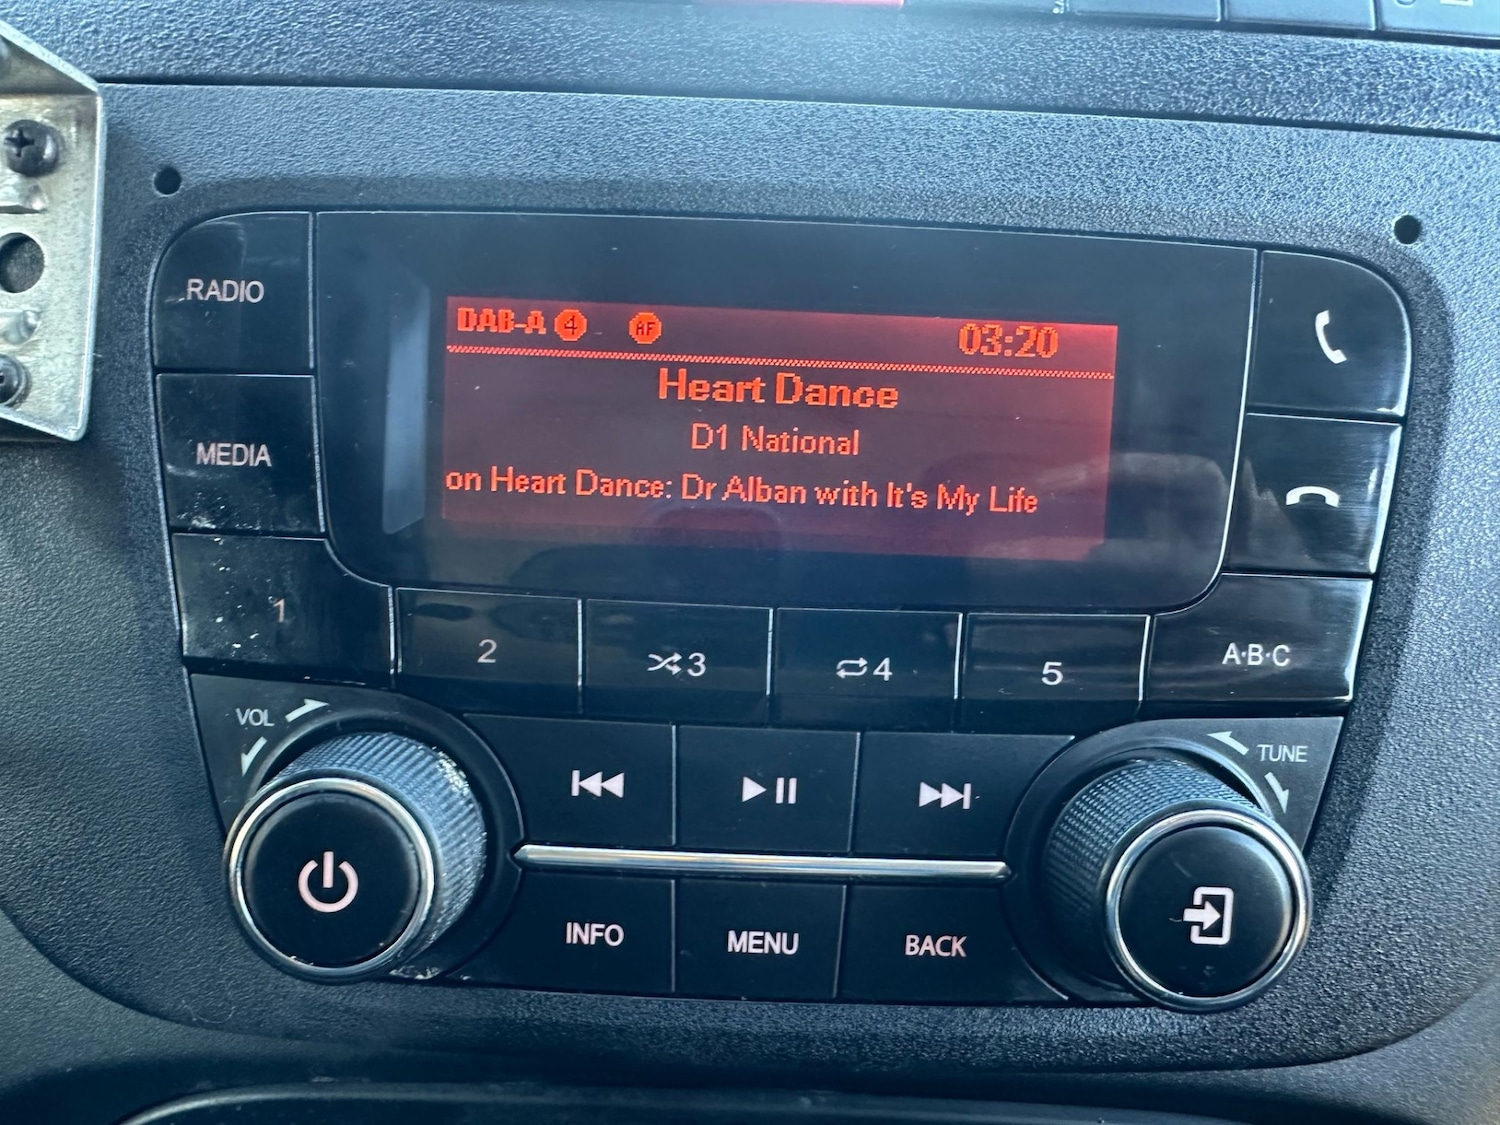 DAB-A 4 AF 03:20
Heart Dance
D1 National
on Heart Dance: Dr Alban with It's My Life
RADIO
MEDIA
1
2
3
4
5
A·B·C
VOL
TUNE
INFO
MENU
BACK